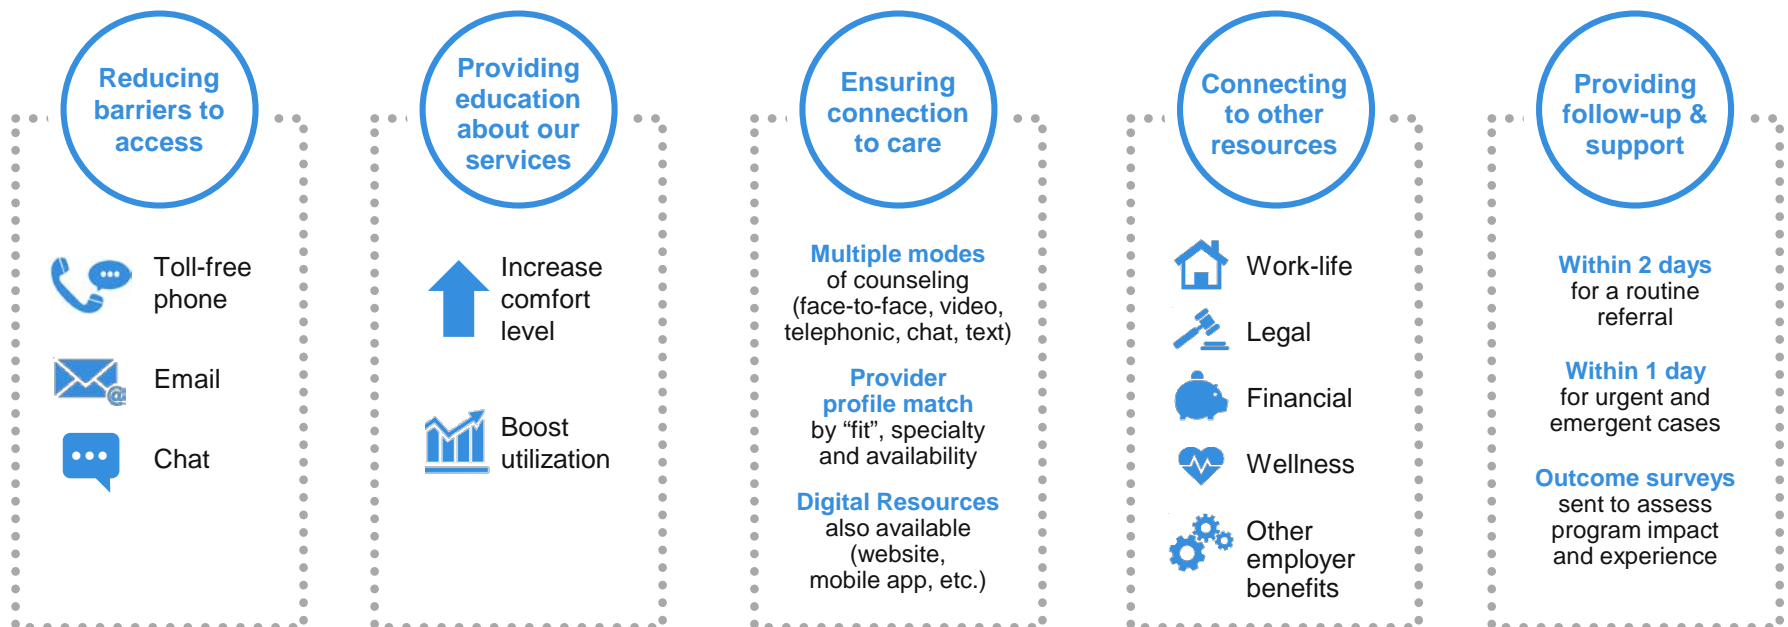 Reducing
barriers to
access
Toll-free
phone
@
Email
Chat
Providing
education
about our
services
Increase
comfort
level
Boost
utilization
Ensuring
connection
to care
Multiple modes
of counseling
(face-to-face, video,
telephonic, chat, text)
Provider
profile match
by “fit”, specialty
and availability
Digital Resources
also available
(website,
mobile app, etc.)
Connecting
to other
resources
Work-life
Legal
Financial
Wellness
Other
employer
benefits
Providing
follow-up &
support
Within 2 days
for a routine
referral
Within 1 day
for urgent and
emergent cases
Outcome surveys
sent to assess
program impact
and experience